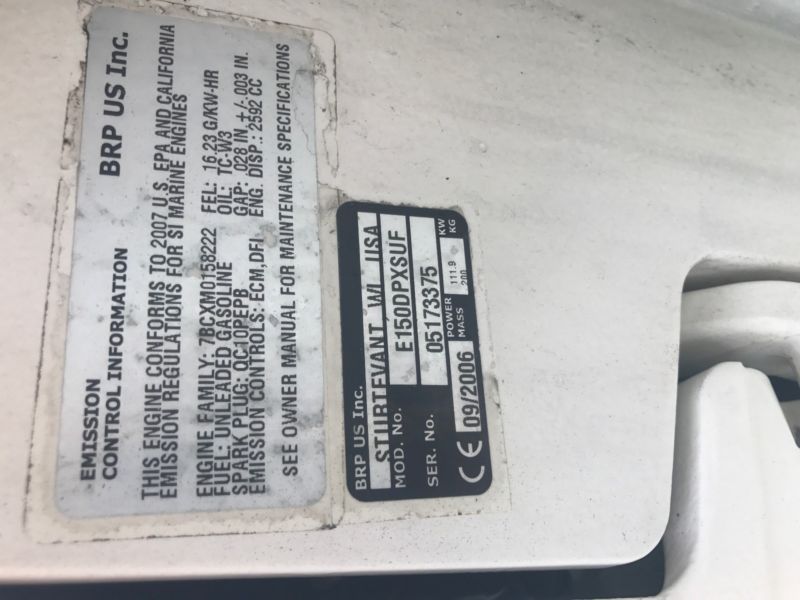 EMISSION
CONTROL INFORMATION BRP US Inc.
THIS ENGINE CONFORMS TO 2007 U.S. EPA AND CALIFORNIA
EMISSION REGULATIONS FOR SI MARINE ENGINES
ENGINE FAMILY: 7BCXM0158222 FEL: 16.23 G/KW-HR
FUEL: UNLEADED GASOLINE OIL: TC-W3
SPARK PLUG: QC10PEPB GAP: .028 IN.+/-.003 IN.
EMISSION CONTROLS: ECM,DFI ENG. DISP.: 2592 CC
SEE OWNER MANUAL FOR MAINTENANCE SPECIFICATIONS
BRP US Inc.
STURTEVANT, WI, USA
MOD. No. E150DPXSUF
SER. No. 05173375
CE 09/2006 POWER 111.9 KW
MASS 200 KG